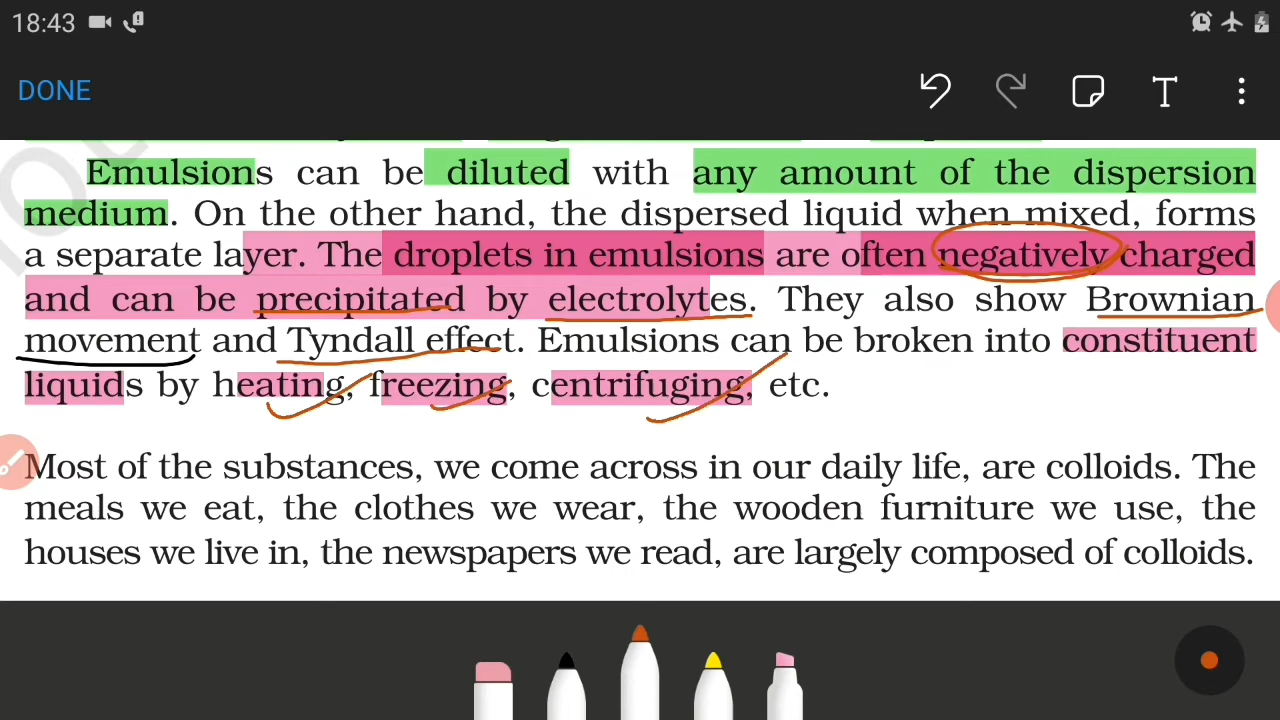 18:43
DONE
T
Emulsions can be diluted with any amount of the dispersion
medium. On the other hand, the dispersed liquid when mixed, forms
a separate layer. The droplets in emulsions are often negatively charged
and can be precipitated by electrolytes. They also show Brownian
movement and Tyndall effect. Emulsions can be broken into constituent
liquids by heating, freezing, centrifuging, etc.
Most of the substances, we come across in our daily life, are colloids. The
meals we eat, the clothes we wear, the wooden furniture we use, the
houses we live in, the newspapers we read, are largely composed of colloids.